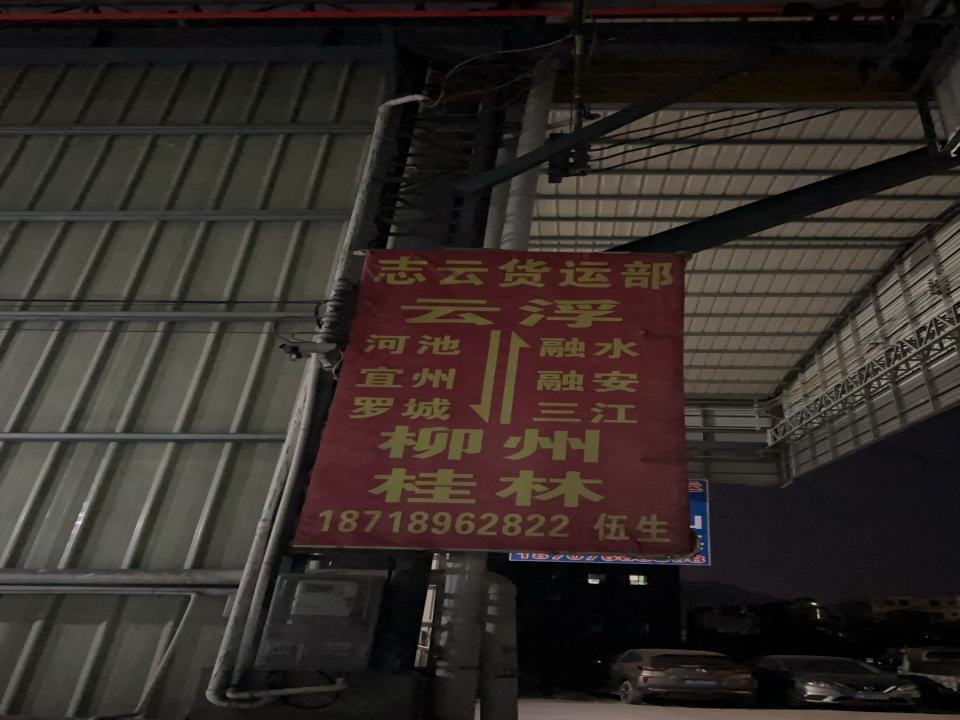 志云货运部
云浮
河池 融水
宜州 融安
罗城 三江
柳州
桂林
18718962822 伍生